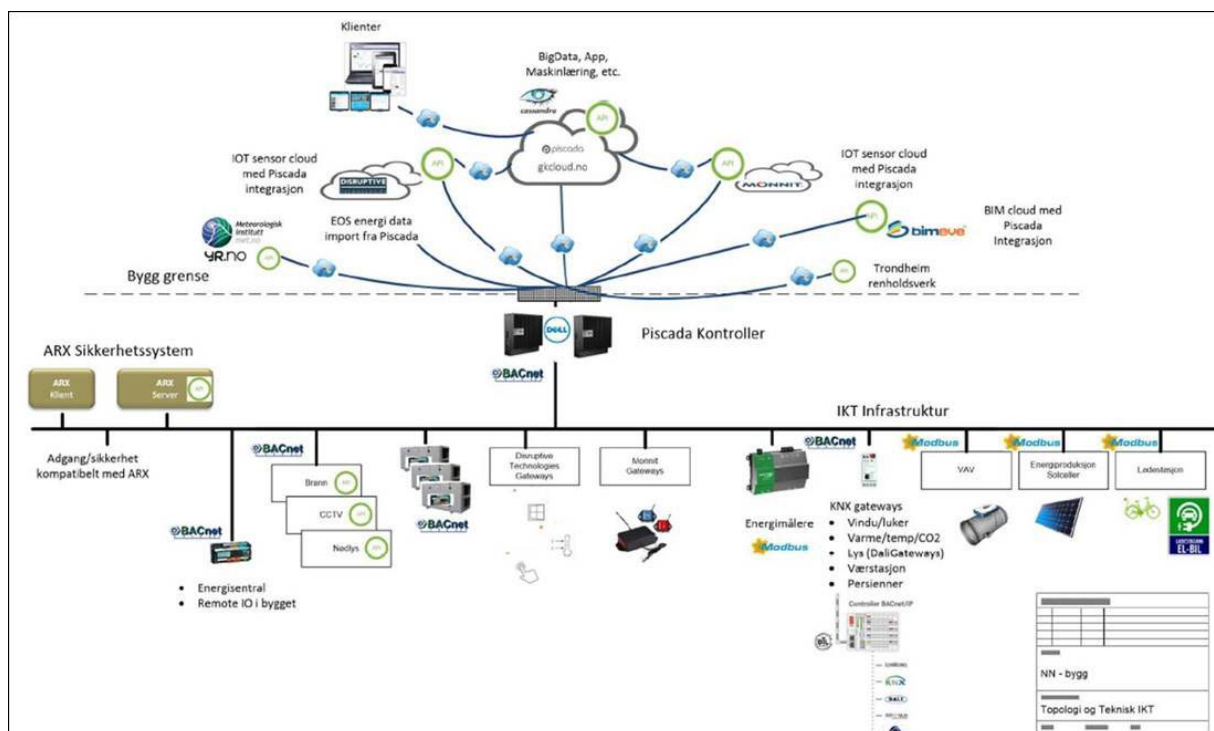 Klienter
BigData, App,
Maskinlæring, etc.
cassandra
API
piscada
gkcloud.no
IOT sensor cloud
med Piscada
integrasjon
DISRUPTIVE
API
API
MONNIT
IOT sensor cloud
med Piscada
integrasjon
EOS energi data
import fra Piscada
Meteorologisk
institutt
met.no
YR.no
API
API
bimeye
BIM cloud med
Piscada
Integrasjon
Bygg grense
API
Trondheim
renholdsverk
DELL
Piscada Kontroller
BACnet
ARX Sikkerhetssystem
ARX
Klient
ARX
Server
API
IKT Infrastruktur
Adgang/sikkerhet
kompatibelt med ARX
BACnet
Brann
API
CCTV
API
Nødlys
API
BACnet
Energisentral
Remote IO i bygget
BACnet
Disruptive
Technologies
Gateways
Monnit
Gateways
Energimålere
Modbus
BACnet
KNX gateways
Vindu/luker
Varme/temp/CO2
Lys (DaliGateways)
Værstasjon
Persienner
Controller BACnet/IP
KNX
DALI
Modbus
VAV
Modbus
Energiproduksjon
Solceller
Modbus
Ladestasjon
LADESTASJON
EL-BIL
NN - bygg
Topologi og Teknisk IKT